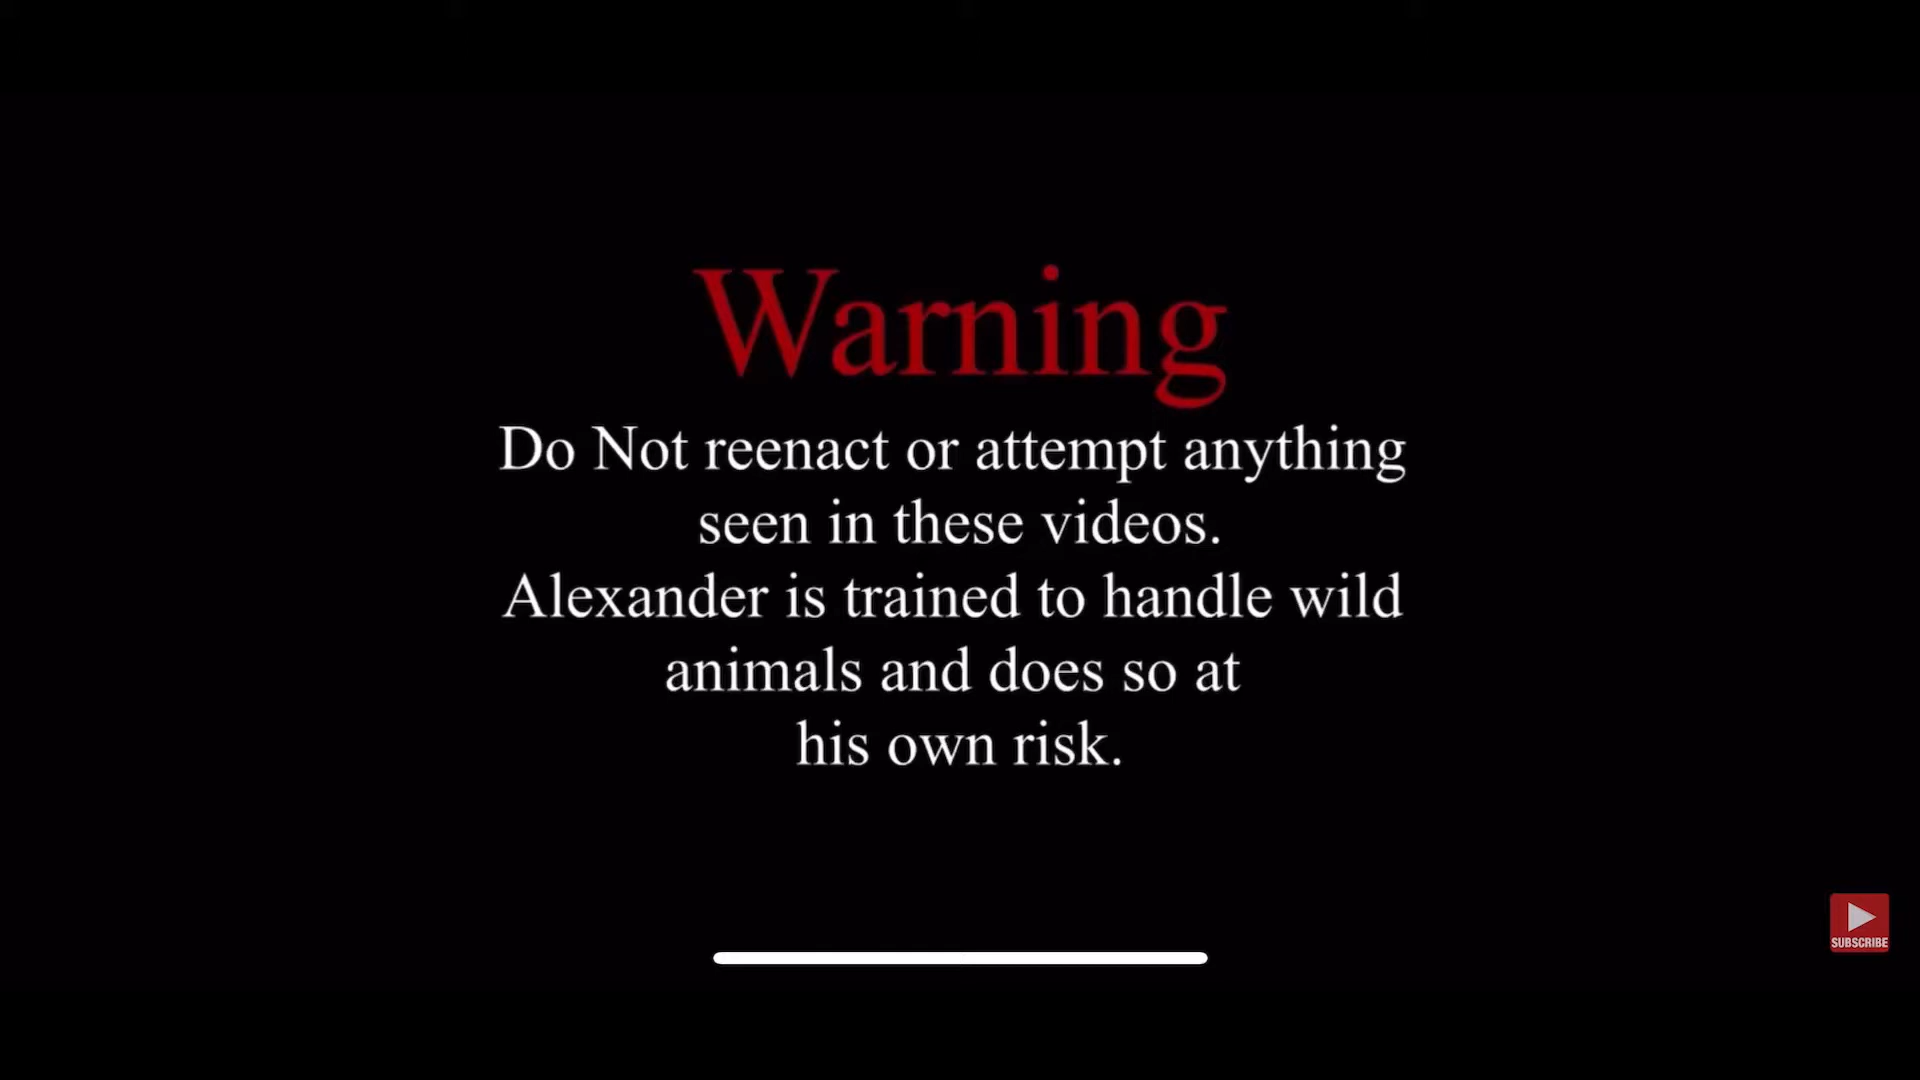 Warning
Do Not reenact or attempt anything
seen in these videos.
Alexander is trained to handle wild
animals and does so at
his own risk.
SUBSCRIBE